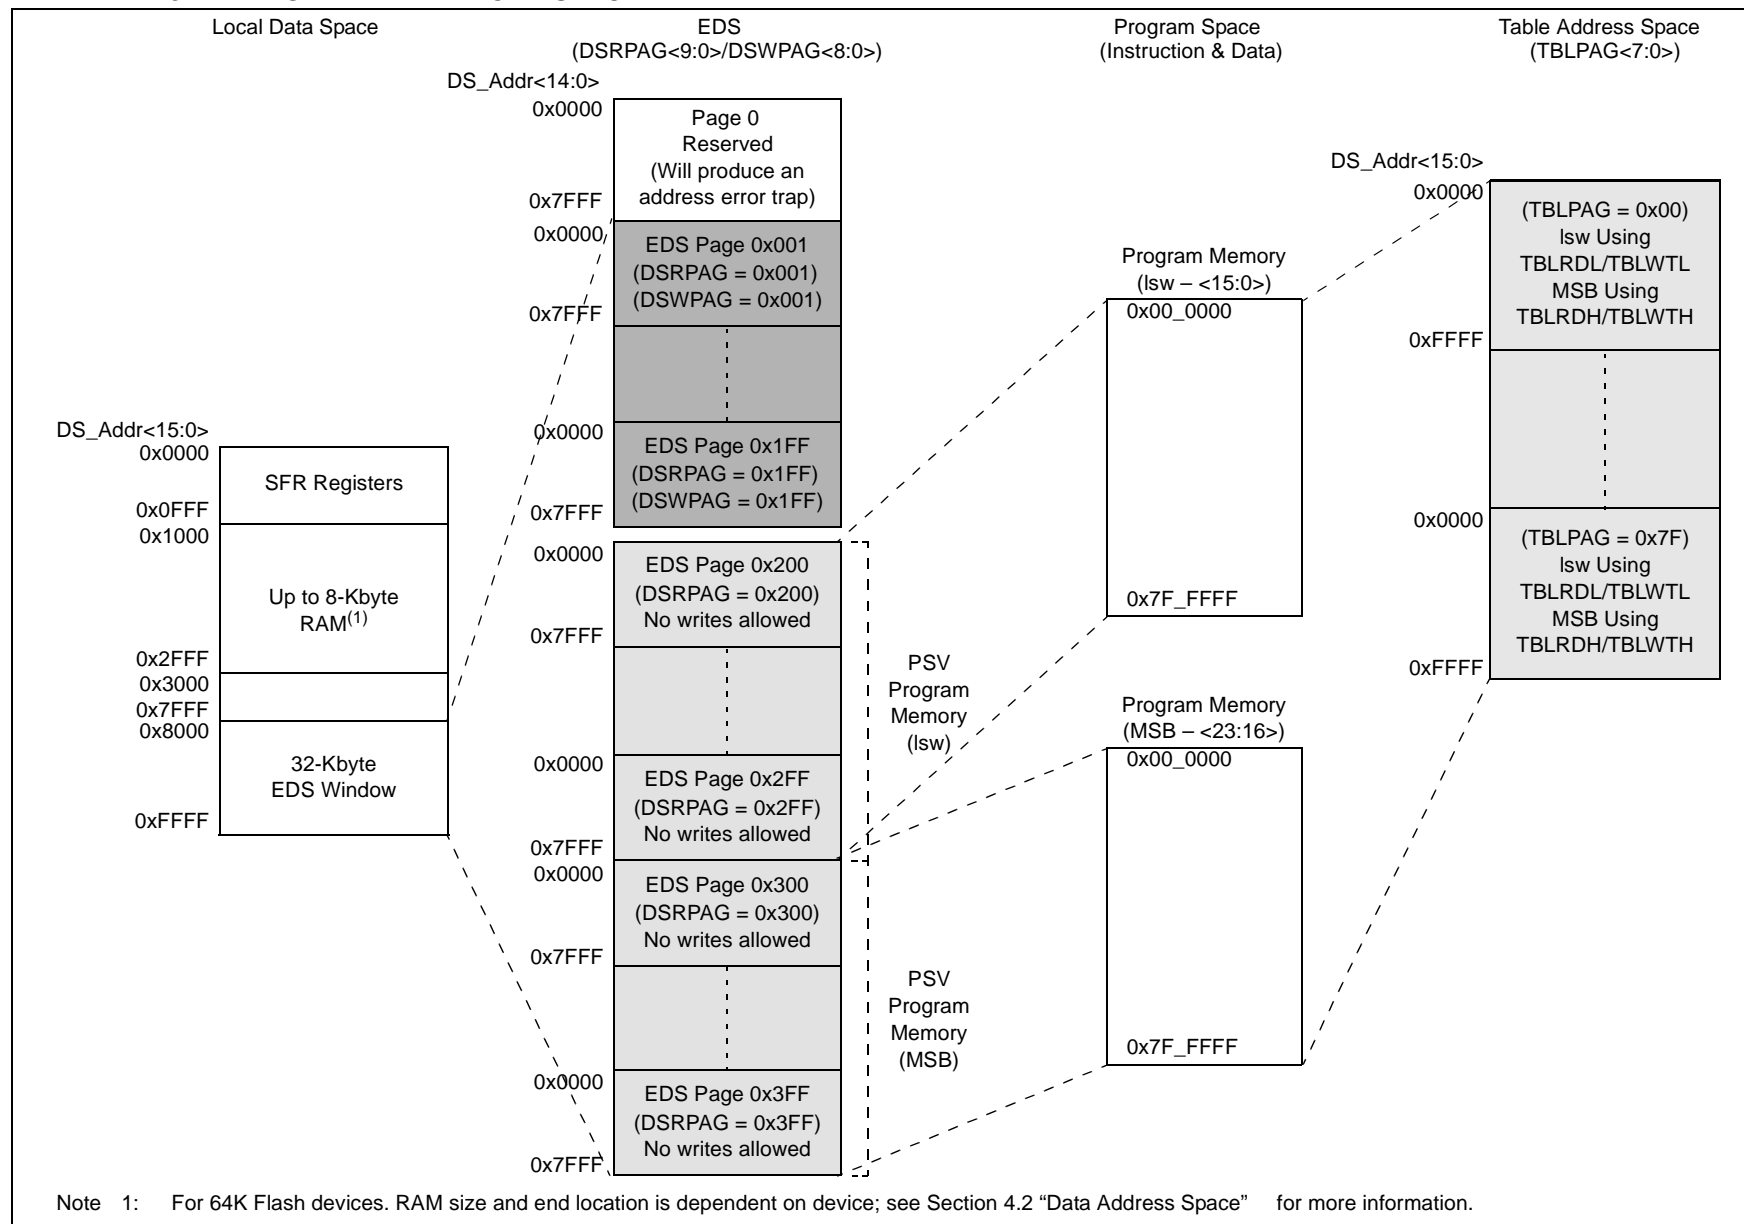 Local Data Space
EDS
(DSRPAG<9:0>/DSWPAG<8:0>)
Program Space
(Instruction & Data)
Table Address Space
(TBLPAG<7:0>)
DS_Addr<15:0>
0x0000
SFR Registers
0x0FFF
0x1000
Up to 8-Kbyte
RAM(1)
0x2FFF
0x3000
0x7FFF
0x8000
32-Kbyte
EDS Window
0xFFFF
DS_Addr<14:0>
0x0000
Page 0
Reserved
(Will produce an
address error trap)
0x7FFF
0x0000
EDS Page 0x001
(DSRPAG = 0x001)
(DSWPAG = 0x001)
0x7FFF
0x0000
EDS Page 0x1FF
(DSRPAG = 0x1FF)
(DSWPAG = 0x1FF)
0x7FFF
0x0000
EDS Page 0x200
(DSRPAG = 0x200)
No writes allowed
0x7FFF
PSV
Program
Memory
(lsw)
0x0000
EDS Page 0x2FF
(DSRPAG = 0x2FF)
No writes allowed
0x7FFF
0x0000
EDS Page 0x300
(DSRPAG = 0x300)
No writes allowed
0x7FFF
PSV
Program
Memory
(MSB)
0x0000
EDS Page 0x3FF
(DSRPAG = 0x3FF)
No writes allowed
0x7FFF
Program Memory
(lsw – <15:0>)
0x00_0000
0x7F_FFFF
Program Memory
(MSB – <23:16>)
0x00_0000
0x7F_FFFF
DS_Addr<15:0>
0x0000
(TBLPAG = 0x00)
lsw Using
TBLRDL/TBLWTL
MSB Using
TBLRDH/TBLWTH
0xFFFF
0x0000
(TBLPAG = 0x7F)
lsw Using
TBLRDL/TBLWTL
MSB Using
TBLRDH/TBLWTH
0xFFFF
Note 1: For 64K Flash devices. RAM size and end location is dependent on device; see Section 4.2 “Data Address Space” for more information.